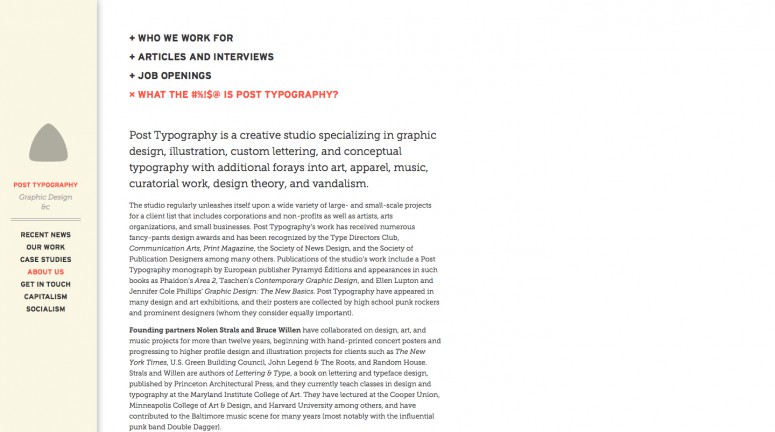 POST TYPOGRAPHY
Graphic Design
&c
RECENT NEWS
OUR WORK
CASE STUDIES
ABOUT US
GET IN TOUCH
CAPITALISM
SOCIALISM
+ WHO WE WORK FOR
+ ARTICLES AND INTERVIEWS
+ JOB OPENINGS
× WHAT THE #%!$@ IS POST TYPOGRAPHY?
Post Typography is a creative studio specializing in graphic
design, illustration, custom lettering, and conceptual
typography with additional forays into art, apparel, music,
curatorial work, design theory, and vandalism.
The studio regularly unleashes itself upon a wide variety of large- and small-scale projects
for a client list that includes corporations and non-profits as well as artists, arts
organizations, and small businesses. Post Typography's work has received numerous
fancy-pants design awards and has been recognized by the Type Directors Club,
Communication Arts, Print Magazine, the Society of News Design, and the Society of
Publication Designers among many others. Publications of the studio's work include a Post
Typography monograph by European publisher Pyramyd Éditions and appearances in such
books as Phaidon's Area 2, Taschen's Contemporary Graphic Design, and Ellen Lupton and
Jennifer Cole Phillips' Graphic Design: The New Basics. Post Typography have appeared in
many design and art exhibitions, and their posters are collected by high school punk rockers
and prominent designers (whom they consider equally important).
Founding partners Nolen Strals and Bruce Willen have collaborated on design, art, and
music projects for more than twelve years, beginning with hand-printed concert posters and
progressing to higher profile design and illustration projects for clients such as The New
York Times, U.S. Green Building Council, John Legend & The Roots, and Random House.
Strals and Willen are authors of Lettering & Type, a book on lettering and typeface design,
published by Princeton Architectural Press, and they currently teach classes in design and
typography at the Maryland Institute College of Art. They have lectured at the Cooper Union,
Minneapolis College of Art & Design, and Harvard University among others, and have
contributed to the Baltimore music scene for many years (most notably with the influential
punk band Double Dagger).